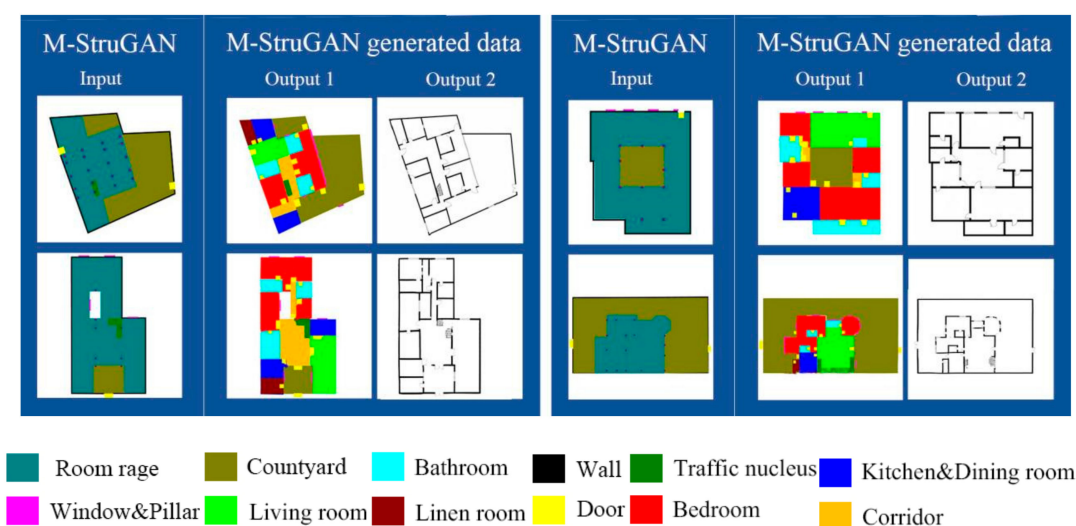 M-StruGAN
M-StruGAN generated data
Input
Output 1
Output 2
M-StruGAN
M-StruGAN generated data
Input
Output 1
Output 2
Room rage
Countyard
Bathroom
Wall
Traffic nucleus
Kitchen&Dining room
Window&Pillar
Living room
Linen room
Door
Bedroom
Corridor